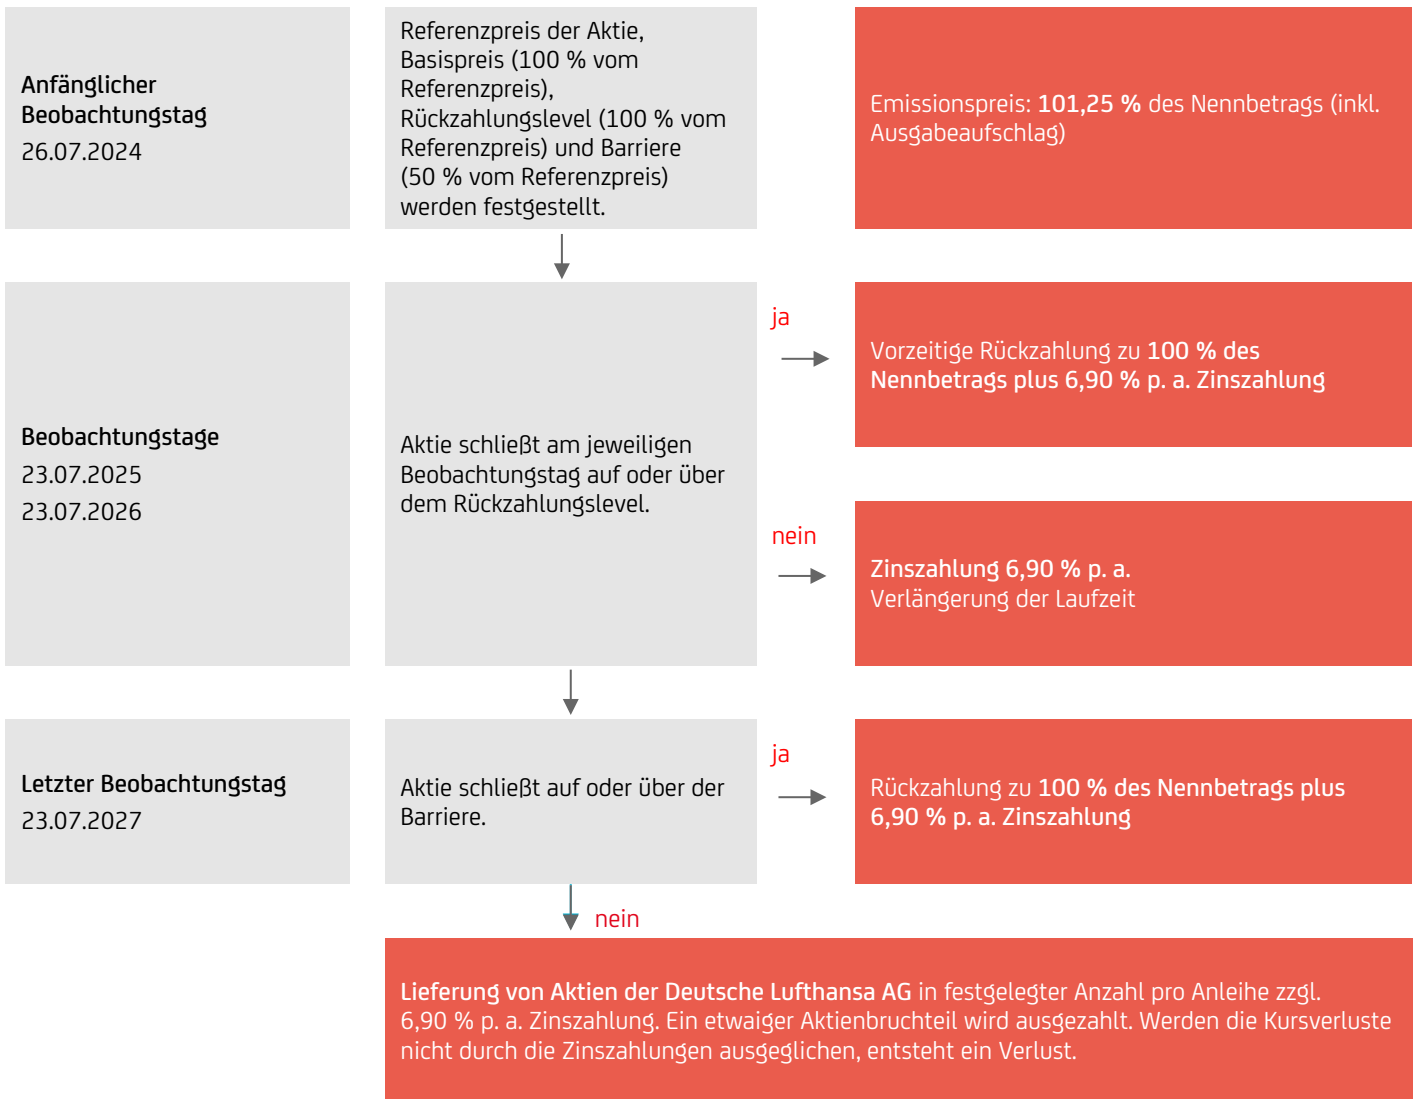 Anfänglicher
Beobachtungstag
26.07.2024
Referenzpreis der Aktie,
Basispreis (100 % vom
Referenzpreis),
Rückzahlungslevel (100 % vom
Referenzpreis) und Barriere
(50 % vom Referenzpreis)
werden festgestellt.
Emissionspreis: 101,25 % des Nennbetrags (inkl.
Ausgabeaufschlag)
Beobachtungstage
23.07.2025
23.07.2026
Aktie schließt am jeweiligen
Beobachtungstag auf oder über
dem Rückzahlungslevel.
ja
Vorzeitige Rückzahlung zu 100 % des
Nennbetrags plus 6,90 % p. a. Zinszahlung
nein
Zinszahlung 6,90 % p. a.
Verlängerung der Laufzeit
Letzter Beobachtungstag
23.07.2027
Aktie schließt auf oder über der
Barriere.
ja
Rückzahlung zu 100 % des Nennbetrags plus
6,90 % p. a. Zinszahlung
nein
Lieferung von Aktien der Deutsche Lufthansa AG in festgelegter Anzahl pro Anleihe zzgl.
6,90 % p. a. Zinszahlung. Ein etwaiger Aktienbruchteil wird ausgezahlt. Werden die Kursverluste
nicht durch die Zinszahlungen ausgeglichen, entsteht ein Verlust.